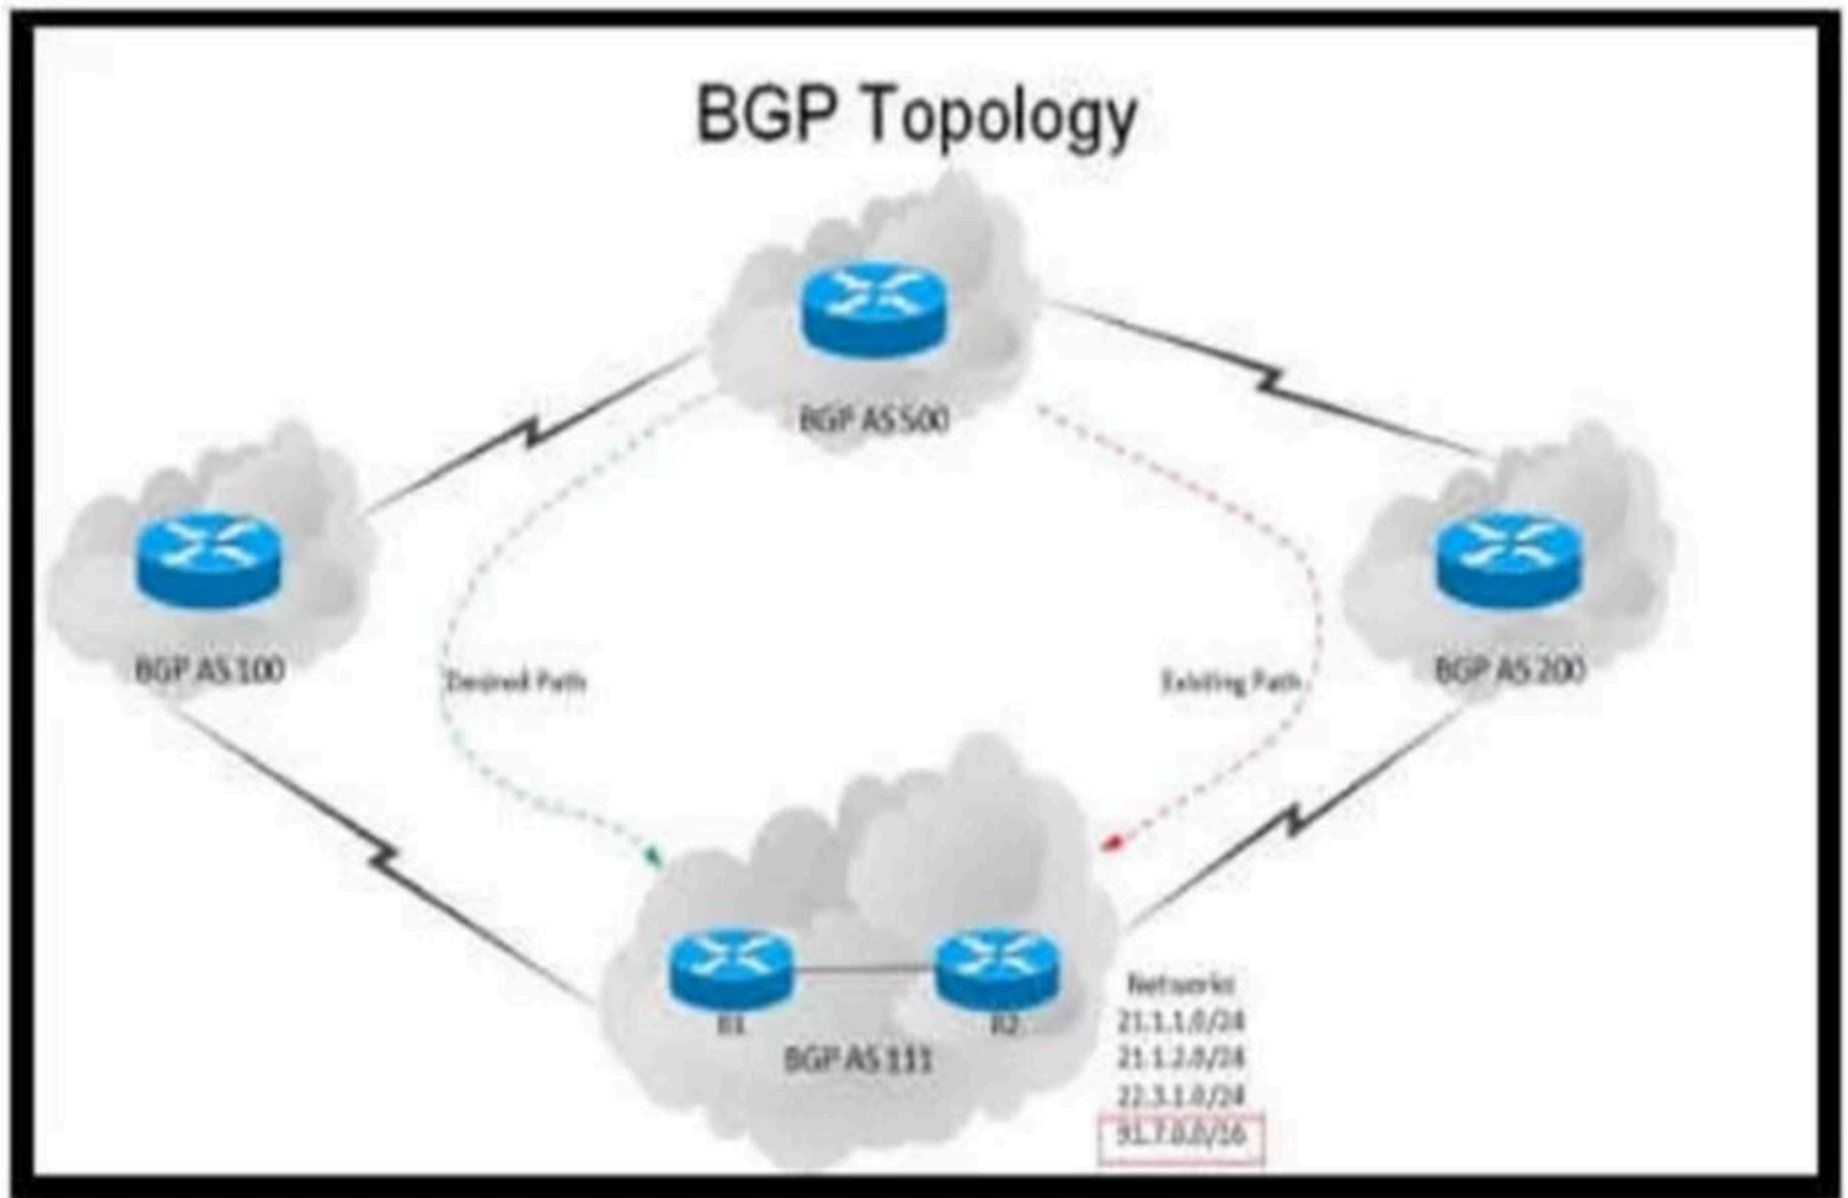 BGP Topology
BGP AS 500
BGP AS 100
Desired Path
Existing Path
BGP AS 200
R1
R2
BGP AS 111
Networks
21.1.1.0/24
21.1.2.0/24
22.3.1.0/24
91.7.0.0/16